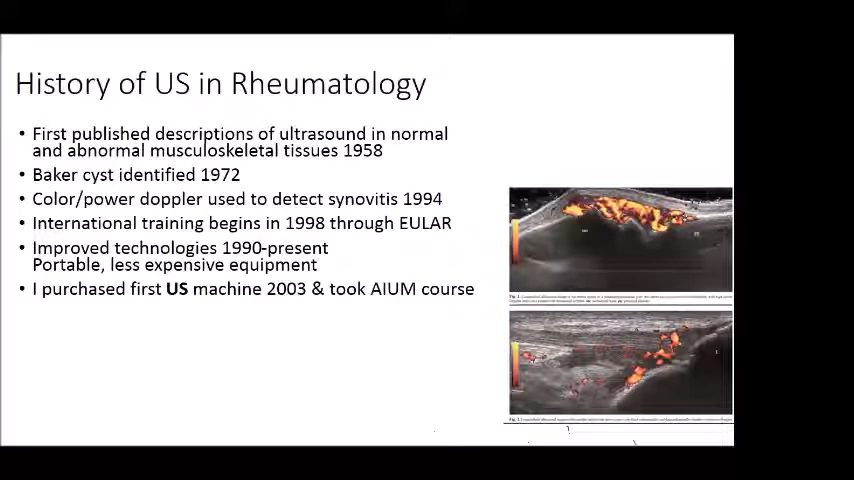 History of US in Rheumatology
• First published descriptions of ultrasound in normal
and abnormal musculoskeletal tissues 1958
• Baker cyst identified 1972
• Color/power doppler used to detect synovitis 1994
• International training begins in 1998 through EULAR
• Improved technologies 1990-present
Portable, less expensive equipment
• I purchased first US machine 2003 & took AIUM course